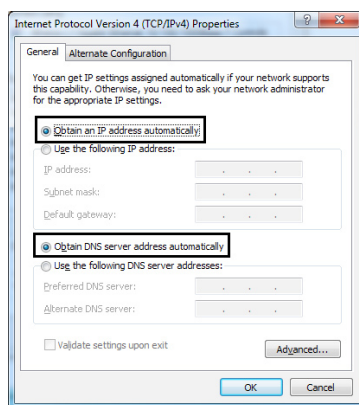 Internet Protocol Version 4 (TCP/IPv4) Properties
General
Alternate Configuration
You can get IP settings assigned automatically if your network supports
this capability. Otherwise, you need to ask your network administrator
for the appropriate IP settings.
Obtain an IP address automatically
Use the following IP address:
IP address:
Subnet mask:
Default gateway:
Obtain DNS server address automatically
Use the following DNS server addresses:
Preferred DNS server:
Alternate DNS server:
Validate settings upon exit
Advanced...
OK
Cancel